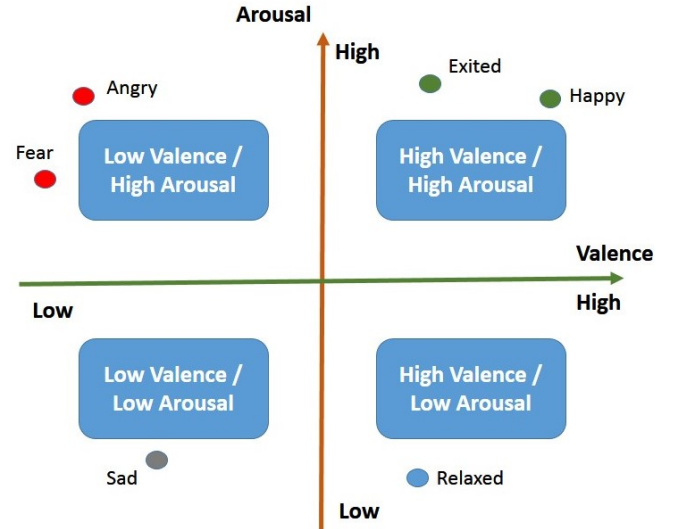 Arousal
High
Exited
Angry
Happy
Fear
Low Valence /
High Arousal
High Valence /
High Arousal
Valence
High
Low
Low Valence /
Low Arousal
High Valence /
Low Arousal
Sad
Relaxed
Low